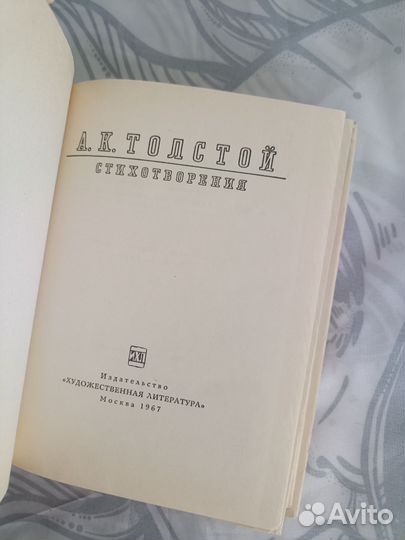 А. К. ТОЛСТОЙ
СТИХОТВОРЕНИЯ
Издательство
«ХУДОЖЕСТВЕННАЯ ЛИТЕРАТУРА»
Москва 1967
Avito